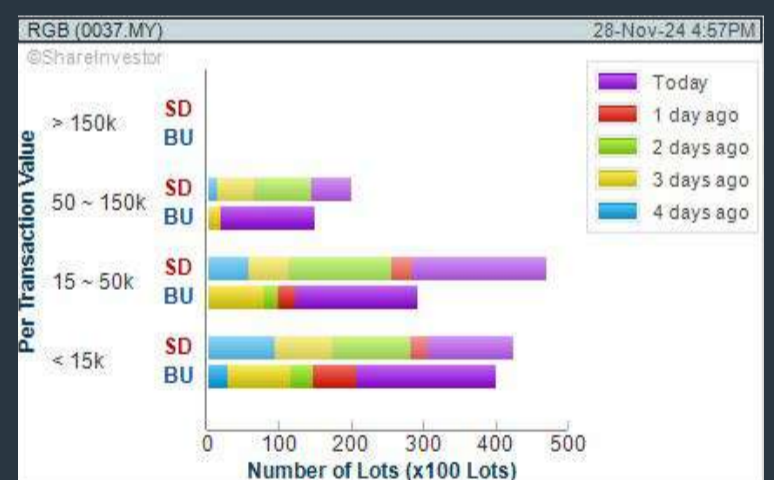 RGB (0037.MY)
28-Nov-24 4:57PM
©ShareInvestor
Today
1 day ago
2 days ago
3 days ago
4 days ago
Per Transaction Value
> 150k
SD
BU
50 ~ 150k
SD
BU
15 ~ 50k
SD
BU
< 15k
SD
BU
0 100 200 300 400 500
Number of Lots (x100 Lots)